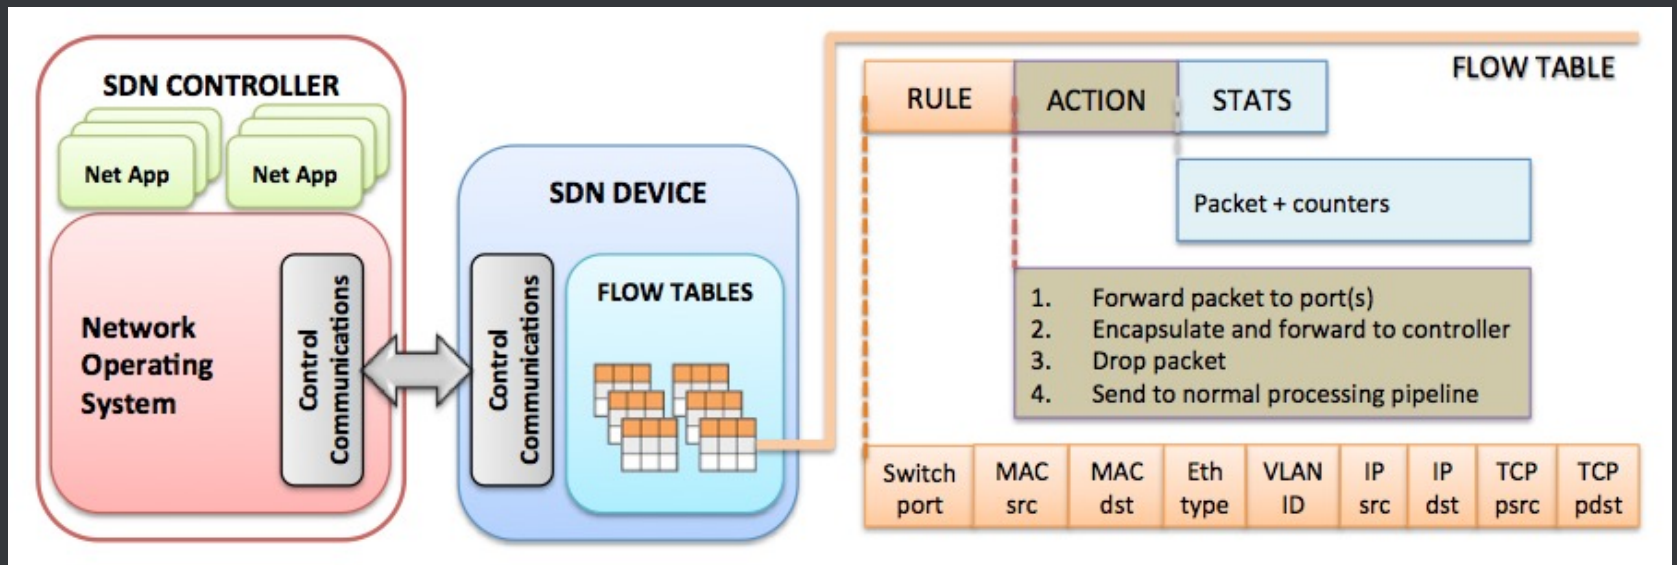 SDN CONTROLLER
Net App
Net App
Network
Operating
System
Control
Communications
SDN DEVICE
Control
Communications
FLOW TABLES
FLOW TABLE
RULE
ACTION
STATS
Packet + counters
1. Forward packet to port(s)
2. Encapsulate and forward to controller
3. Drop packet
4. Send to normal processing pipeline
Switch port
MAC src
MAC dst
Eth type
VLAN ID
IP src
IP dst
TCP psrc
TCP pdst